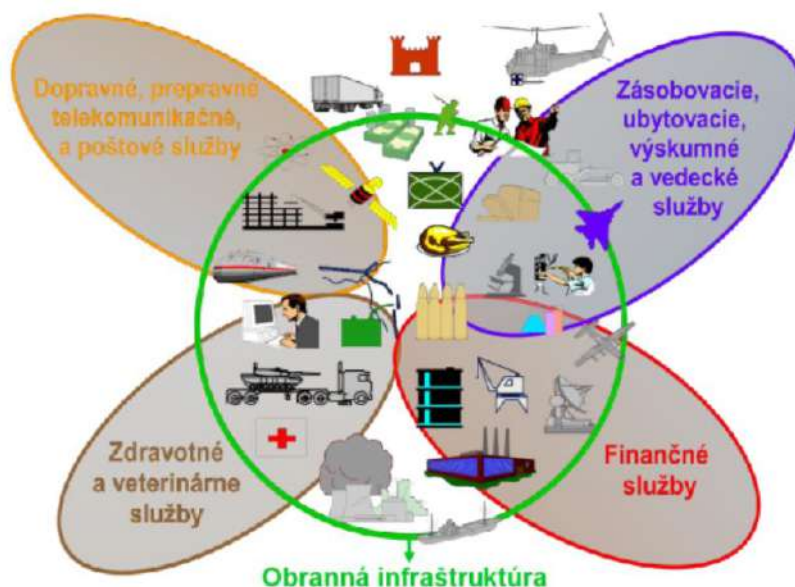 Dopravné, prepravné
telekomunikačné,
a poštové služby
Zásobovacie,
ubytovacie,
výskumné
a vedecké
služby
Zdravotné
a veterinárne
služby
Finančné
služby
Obranná infraštruktúra